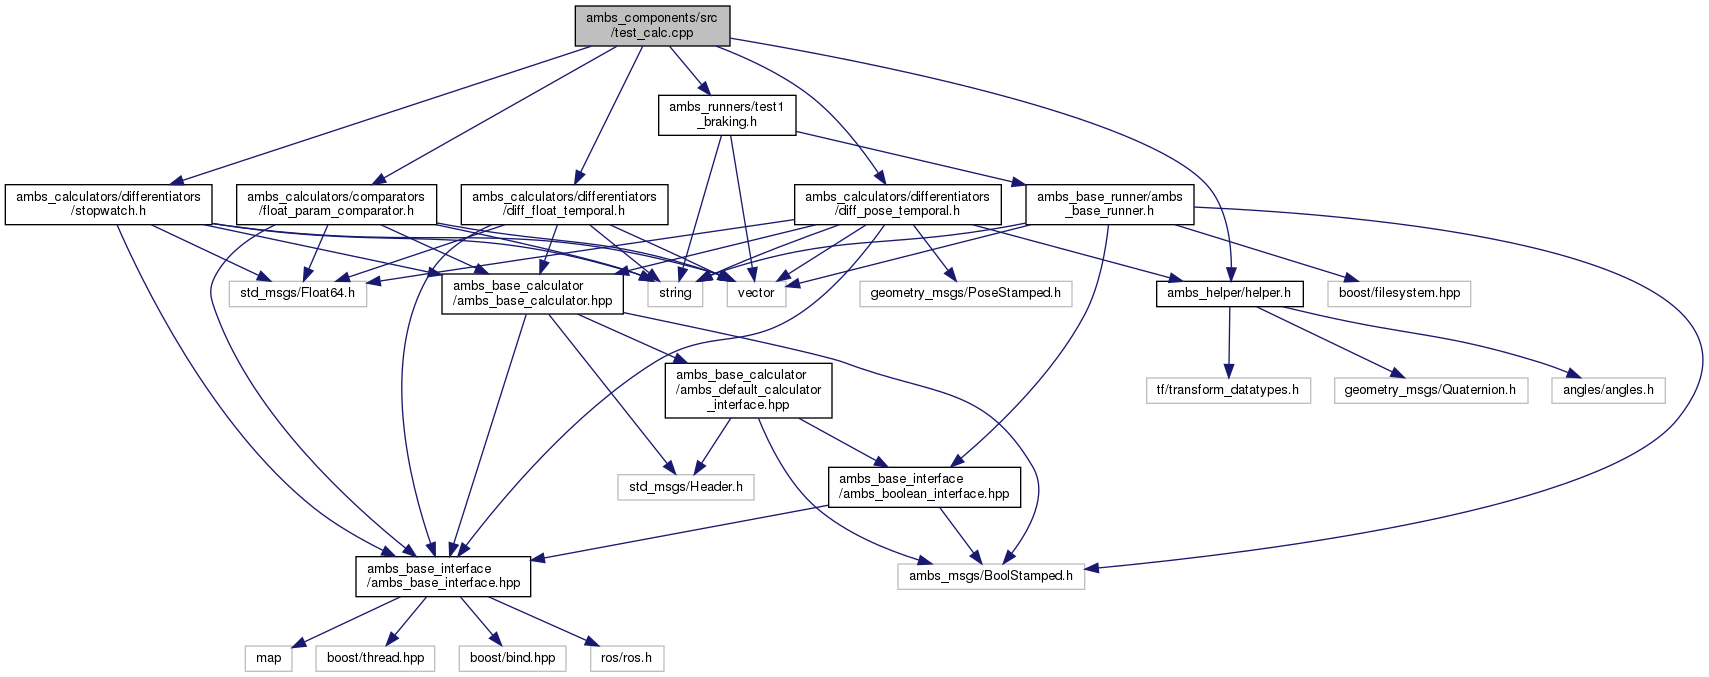 ambs_components/src
/test_calc.cpp
ambs_runners/test1
_braking.h
ambs_calculators/differentiators
/stopwatch.h
ambs_calculators/comparators
/float_param_comparator.h
ambs_calculators/differentiators
/diff_float_temporal.h
ambs_calculators/differentiators
/diff_pose_temporal.h
ambs_base_runner/ambs
_base_runner.h
std_msgs/Float64.h
ambs_base_calculator
/ambs_base_calculator.hpp
string
vector
geometry_msgs/PoseStamped.h
ambs_helper/helper.h
boost/filesystem.hpp
ambs_base_calculator
/ambs_default_calculator
_interface.hpp
tf/transform_datatypes.h
geometry_msgs/Quaternion.h
angles/angles.h
std_msgs/Header.h
ambs_base_interface
/ambs_boolean_interface.hpp
ambs_base_interface
/ambs_base_interface.hpp
ambs_msgs/BoolStamped.h
map
boost/thread.hpp
boost/bind.hpp
ros/ros.h